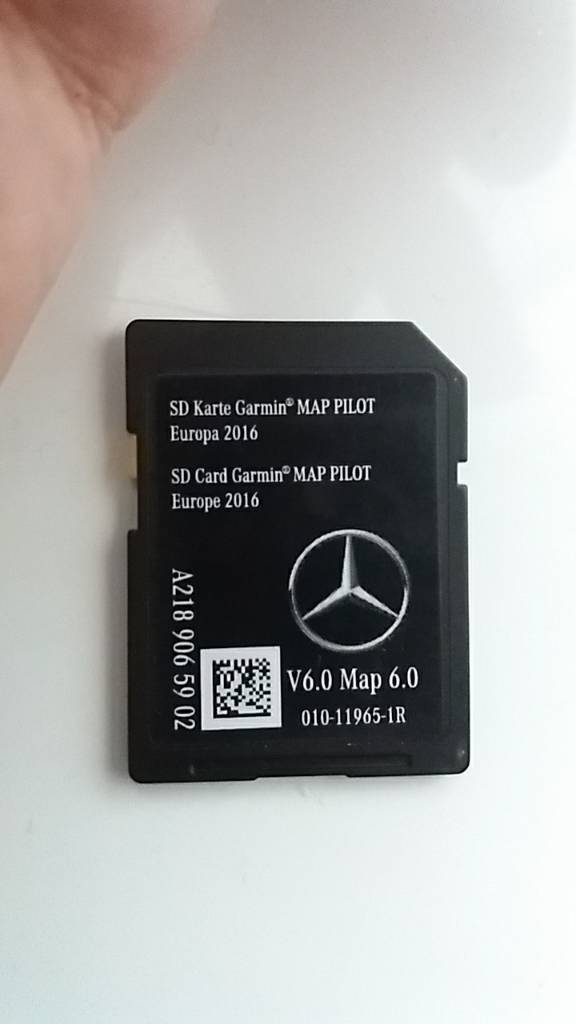 SD Karte Garmin® MAP PILOT
Europa 2016
SD Card Garmin® MAP PILOT
Europe 2016
A218 906 59 02
V6.0 Map 6.0
010-11965-1R